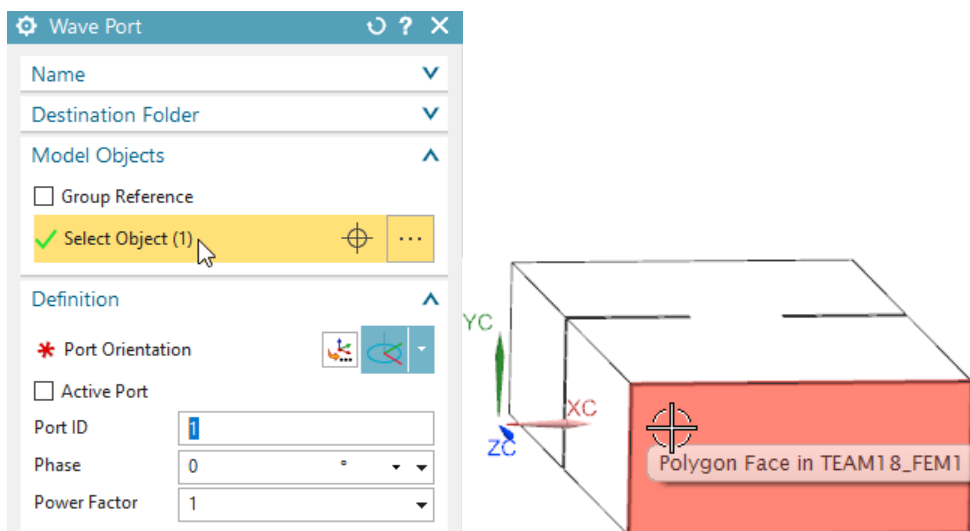 Wave Port
Name
Destination Folder
Model Objects
Group Reference
Select Object (1)
Definition
Port Orientation
Active Port
Port ID 1
Phase 0 °
Power Factor 1
YC
XC
ZC
Polygon Face in TEAM18_FEM1